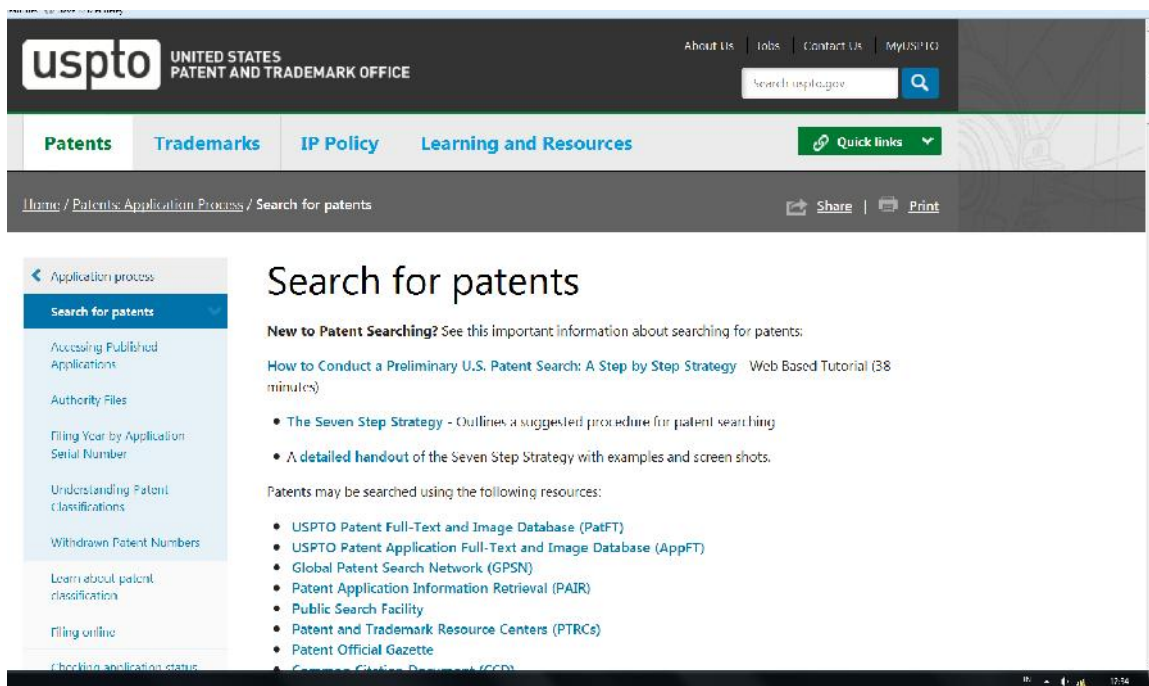 uspto UNITED STATES
PATENT AND TRADEMARK OFFICE
About Us Jobs Contact Us MyUSPTO
Search uspto.gov
Patents Trademarks IP Policy Learning and Resources Quick links
Home / Patents: Application Process / Search for patents Share | Print
Application process
Search for patents
Accessing Published
Applications
Authority Files
Filing Year by Application
Serial Number
Understanding Patent
Classifications
Withdrawn Patent Numbers
Learn about patent
classification
Filing online
Checking application status
Search for patents
New to Patent Searching? See this important information about searching for patents:
How to Conduct a Preliminary U.S. Patent Search: A Step by Step Strategy Web Based Tutorial (38
minutes)
• The Seven Step Strategy - Outlines a suggested procedure for patent searching
• A detailed handout of the Seven Step Strategy with examples and screen shots.
Patents may be searched using the following resources:
• USPTO Patent Full-Text and Image Database (PatFT)
• USPTO Patent Application Full-Text and Image Database (AppFT)
• Global Patent Search Network (GPSN)
• Patent Application Information Retrieval (PAIR)
• Public Search Facility
• Patent and Trademark Resource Centers (PTRCs)
• Patent Official Gazette
• Common Citation Document (CCD)
12:34